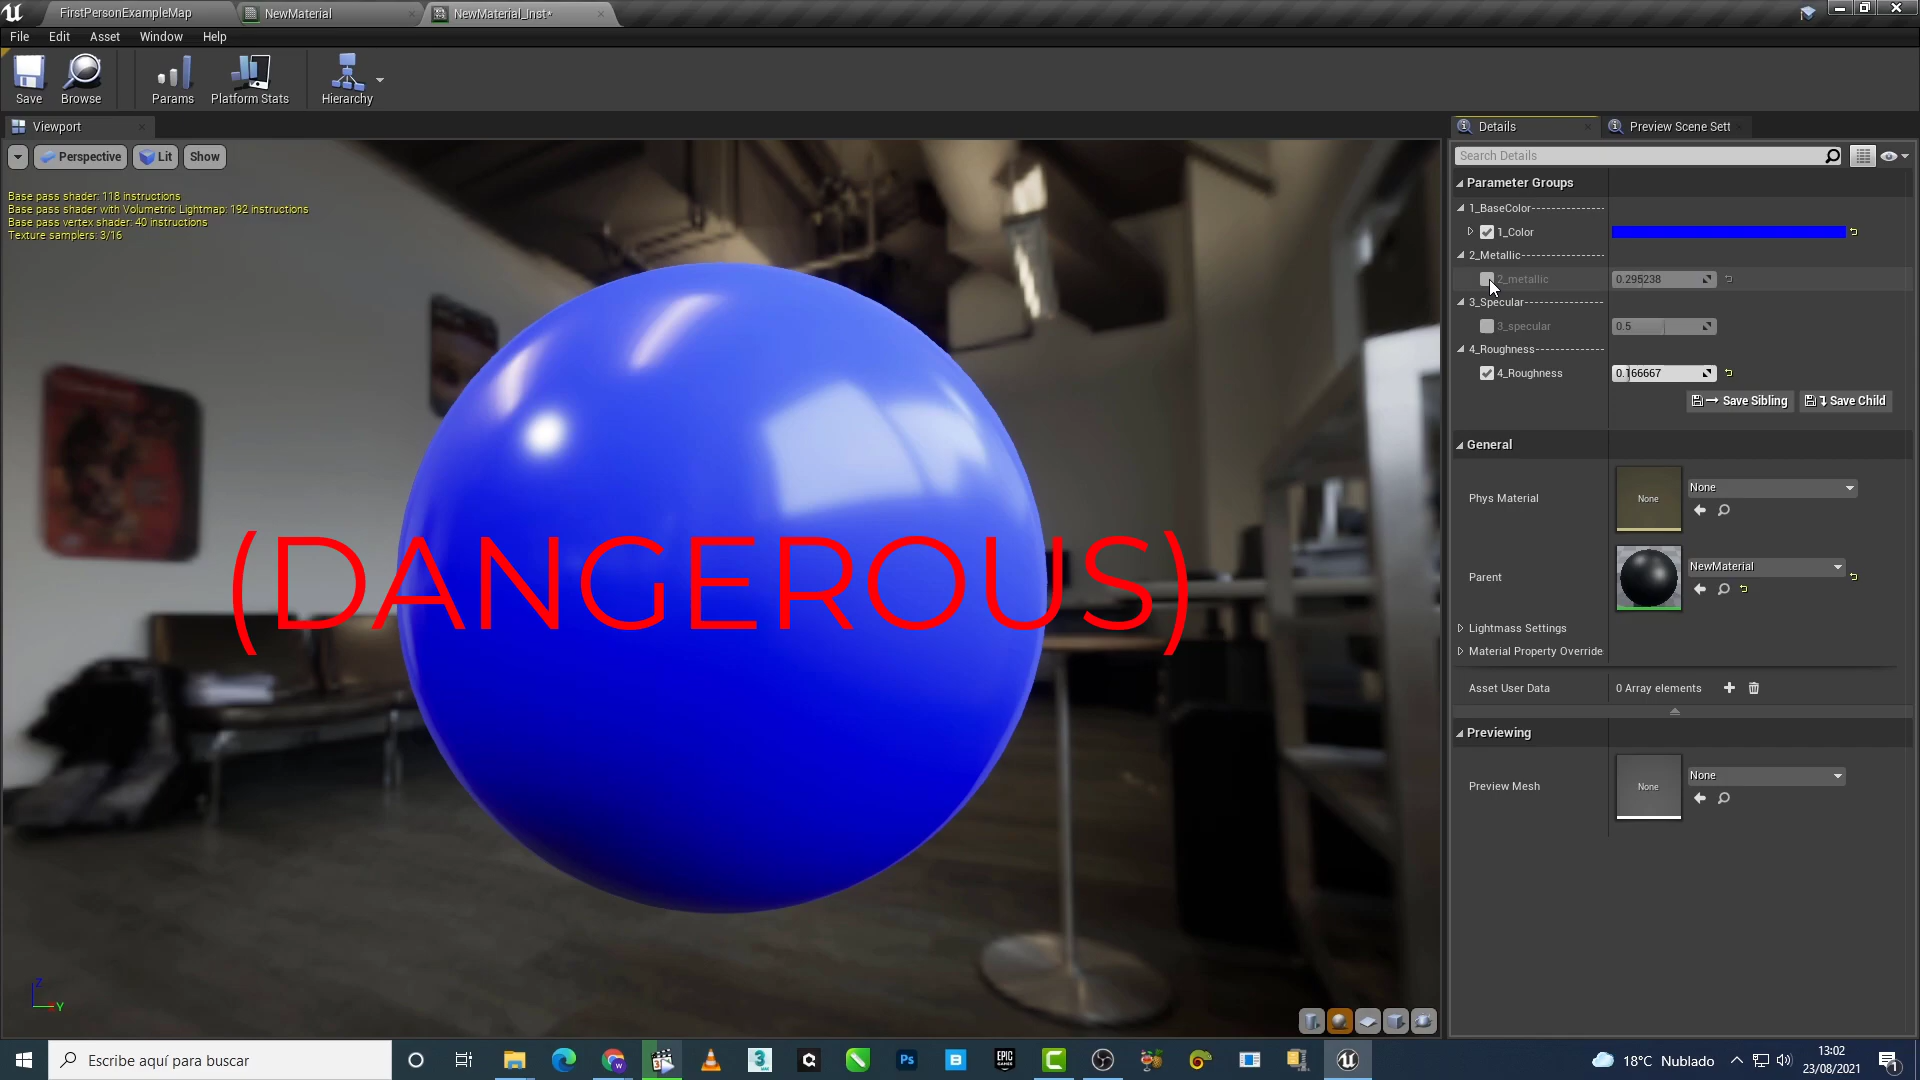 FirstPersonExampleMap
NewMaterial
NewMaterial_Inst*
File Edit Asset Window Help
Save Browse Params Platform Stats Hierarchy
Viewport
Perspective Lit Show
Base pass shader: 118 instructions
Base pass shader with Volumetric Lightmap: 192 instructions
Base pass vertex shader: 40 instructions
Texture samplers: 3/16
(DANGEROUS)
Z
Y
Details
Preview Scene Sett
Search Details
Parameter Groups
1_BaseColor
1_Color
2_Metallic
2_metallic 0.295238
3_Specular
3_specular 0.5
4_Roughness
4_Roughness 0.166667
Save Sibling Save Child
General
Phys Material None None
Parent NewMaterial
Lightmass Settings
Material Property Override
Asset User Data 0 Array elements
Previewing
Preview Mesh None None
Escribe aquí para buscar
3
Ps
B
EPIC
GAMES
18°C Nublado
13:02
23/08/2021
1